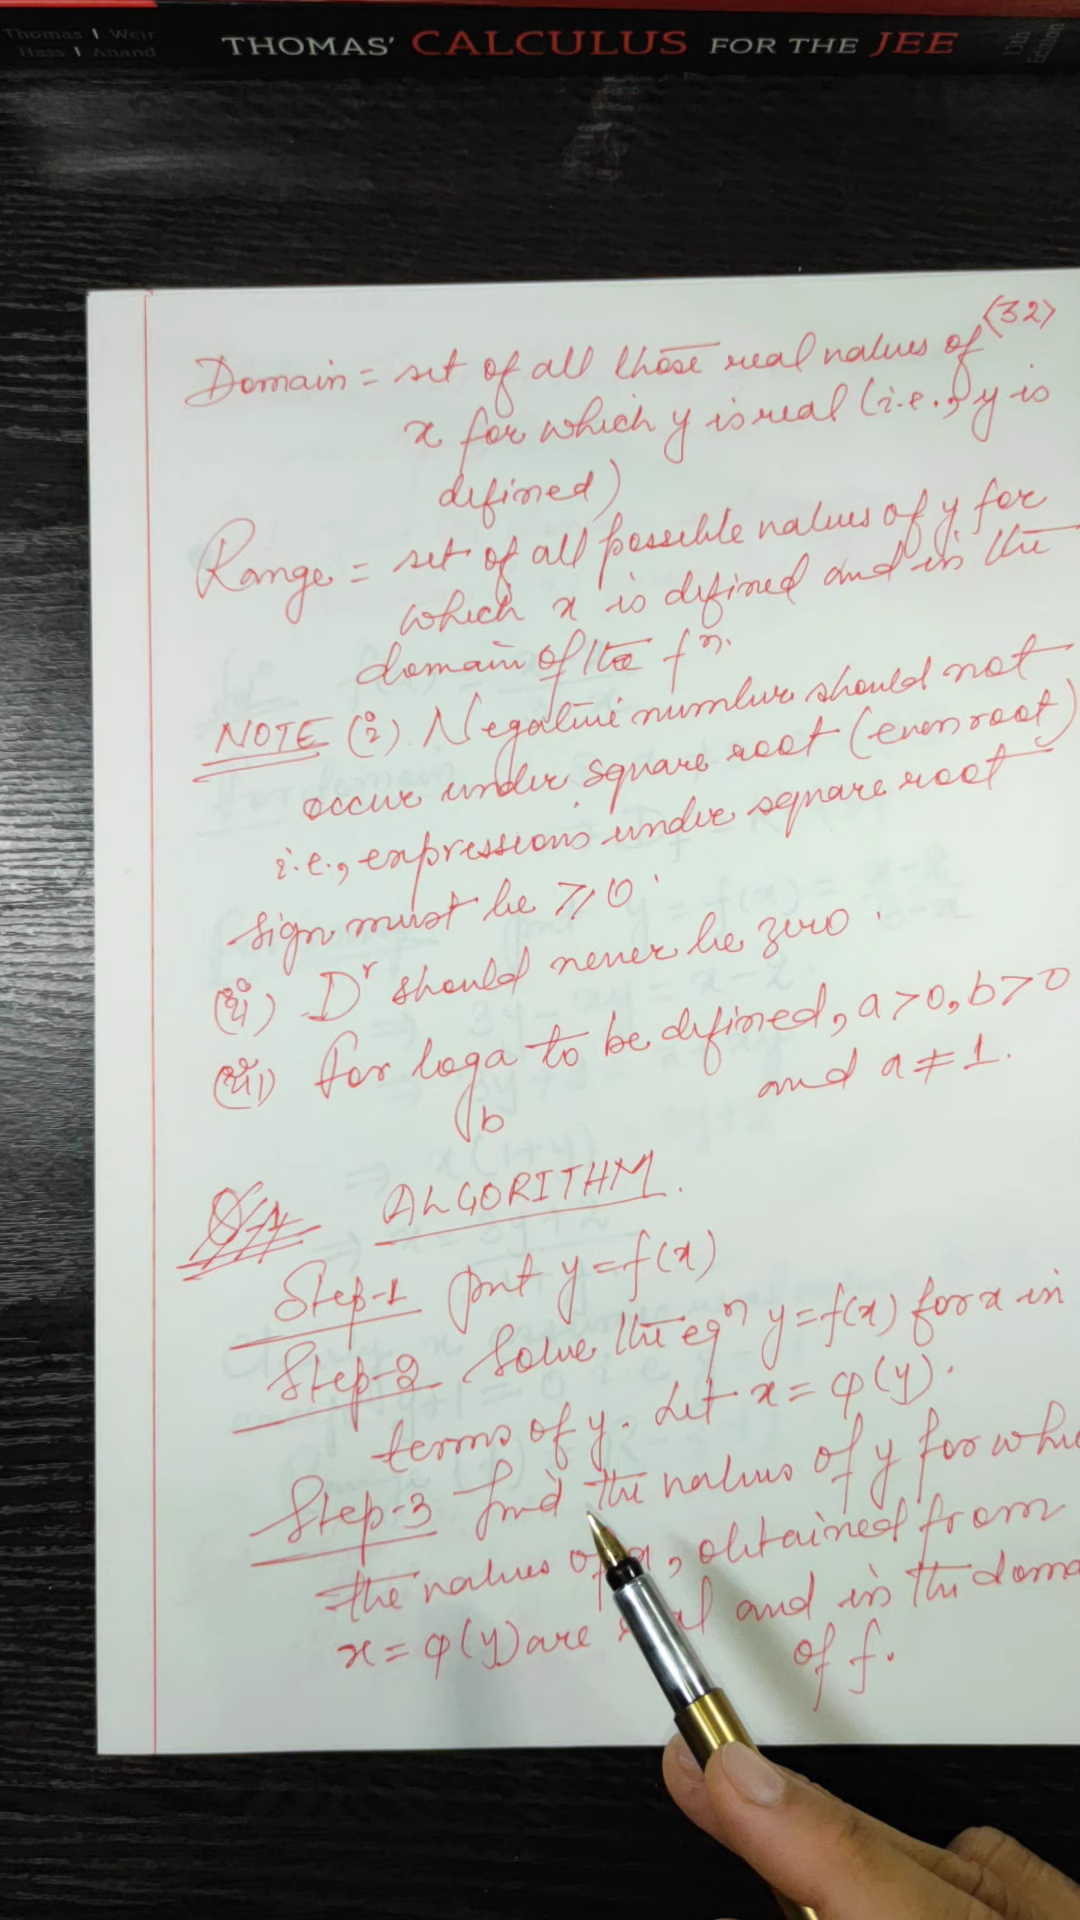 Thomas | Weir
Hass | Anand
THOMAS' CALCULUS FOR THE JEE
13th Edition
(32)
Domain = set of all those real values of
x for which y is real (i.e., y is
defined)
Range = set of all possible values of y for
which x is defined and in the
domain of the fⁿ.
NOTE (i) Negative number should not
occur under square root (even root)
i.e., expressions under square root
sign must be ≥ 0.
(ii) Dʳ should never be zero.
(iii) For log a to be defined, a > 0, b > 0
b
and a ≠ 1.
ALGORITHM.
Step-1 put y = f(x)
Step-2 Solve the eqⁿ y = f(x) for x in
terms of y. Let x = φ(y).
Step-3 find the values of y for whic
the values of x, obtained from
x = φ(y) are real and in the doma
of f.